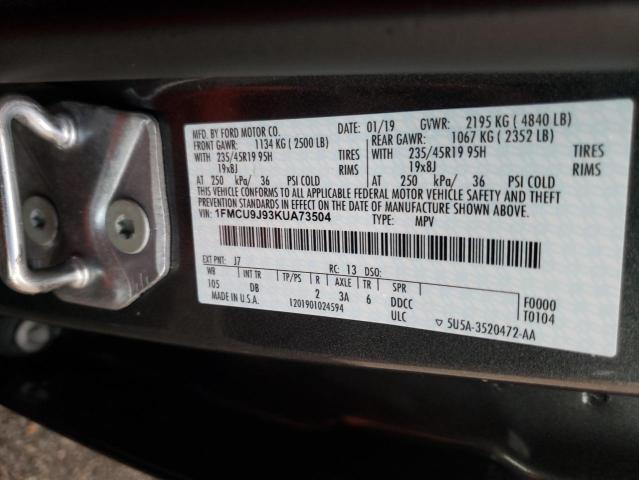 MFD. BY FORD MOTOR CO.
DATE: 01/19 GVWR: 2195 KG ( 4840 LB)
FRONT GAWR: 1134 KG ( 2500 LB)
REAR GAWR: 1067 KG ( 2352 LB)
WITH 235/45R19 95H TIRES
WITH 235/45R19 95H TIRES
19x8J RIMS
19x8J RIMS
AT 250 kPa/ 36 PSI COLD
AT 250 kPa/ 36 PSI COLD
THIS VEHICLE CONFORMS TO ALL APPLICABLE FEDERAL MOTOR VEHICLE SAFETY AND THEFT
PREVENTION STANDARDS IN EFFECT ON THE DATE OF MANUFACTURE SHOWN ABOVE.
VIN: 1FMCU9J93KUA73504 TYPE: MPV
EXT PNT: J7 RC: 13 DSO:
WB INT TR TP/PS R AXLE TR SPR
105 DB 2 3A 6 DDCC
F0000
T0104
MADE IN U.S.A. 1201901024594 ULC
▽ 5U5A-3520472-AA